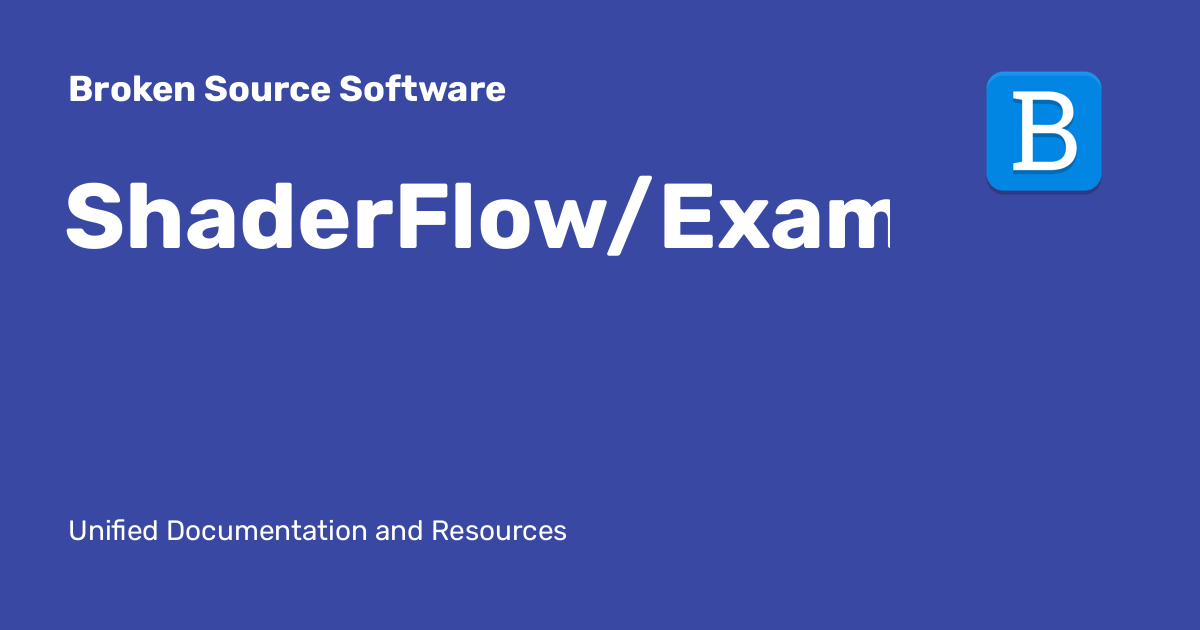 Broken Source Software
B
ShaderFlow/Exam
Unified Documentation and Resources